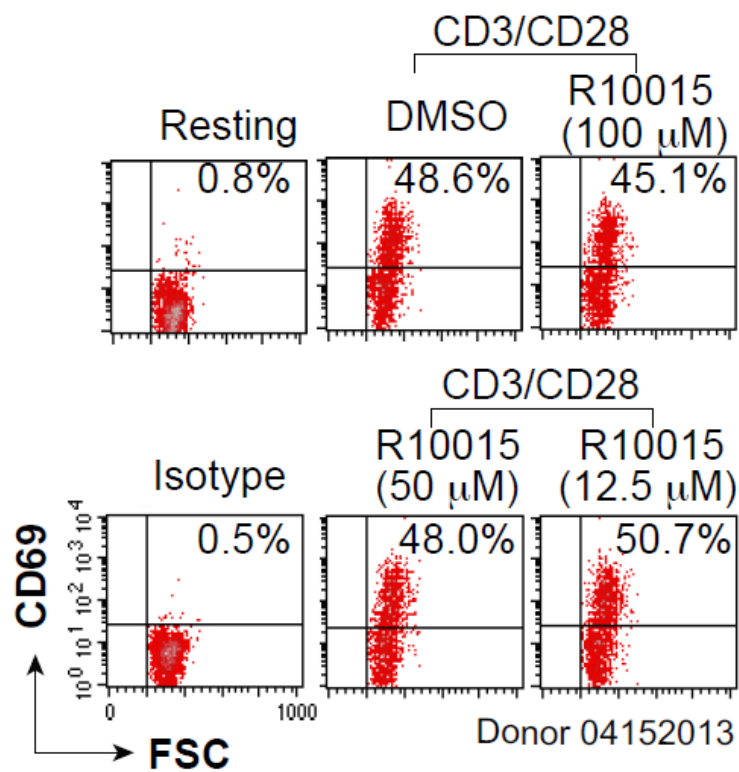 CD3/CD28
Resting DMSO R10015
(100 μM)
0.8% 48.6% 45.1%
CD3/CD28
Isotype R10015 R10015
(50 μM) (12.5 μM)
0.5% 48.0% 50.7%
10^4
10^3
10^2
10^1
10^0
CD69
0 1000
FSC
Donor 04152013